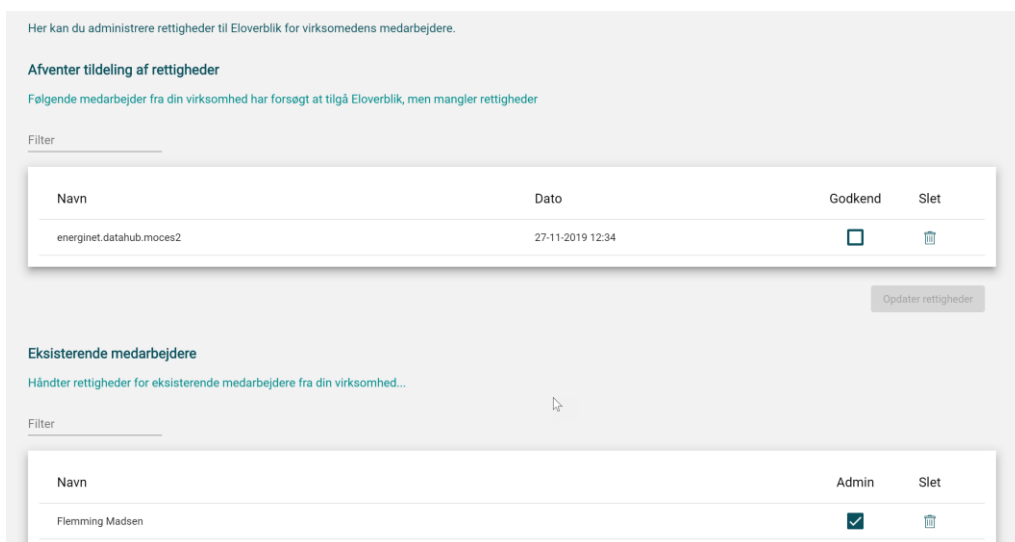 Her kan du administrere rettigheder til Eloverblik for virksomedens medarbejdere.
Afventer tildeling af rettigheder
Følgende medarbejder fra din virksomhed har forsøgt at tilgå Eloverblik, men mangler rettigheder
Filter
Navn Dato Godkend Slet
energinet.datahub.moces2 27-11-2019 12:34
Opdater rettigheder
Eksisterende medarbejdere
Håndter rettigheder for eksisterende medarbejdere fra din virksomhed...
Filter
Navn Admin Slet
Flemming Madsen